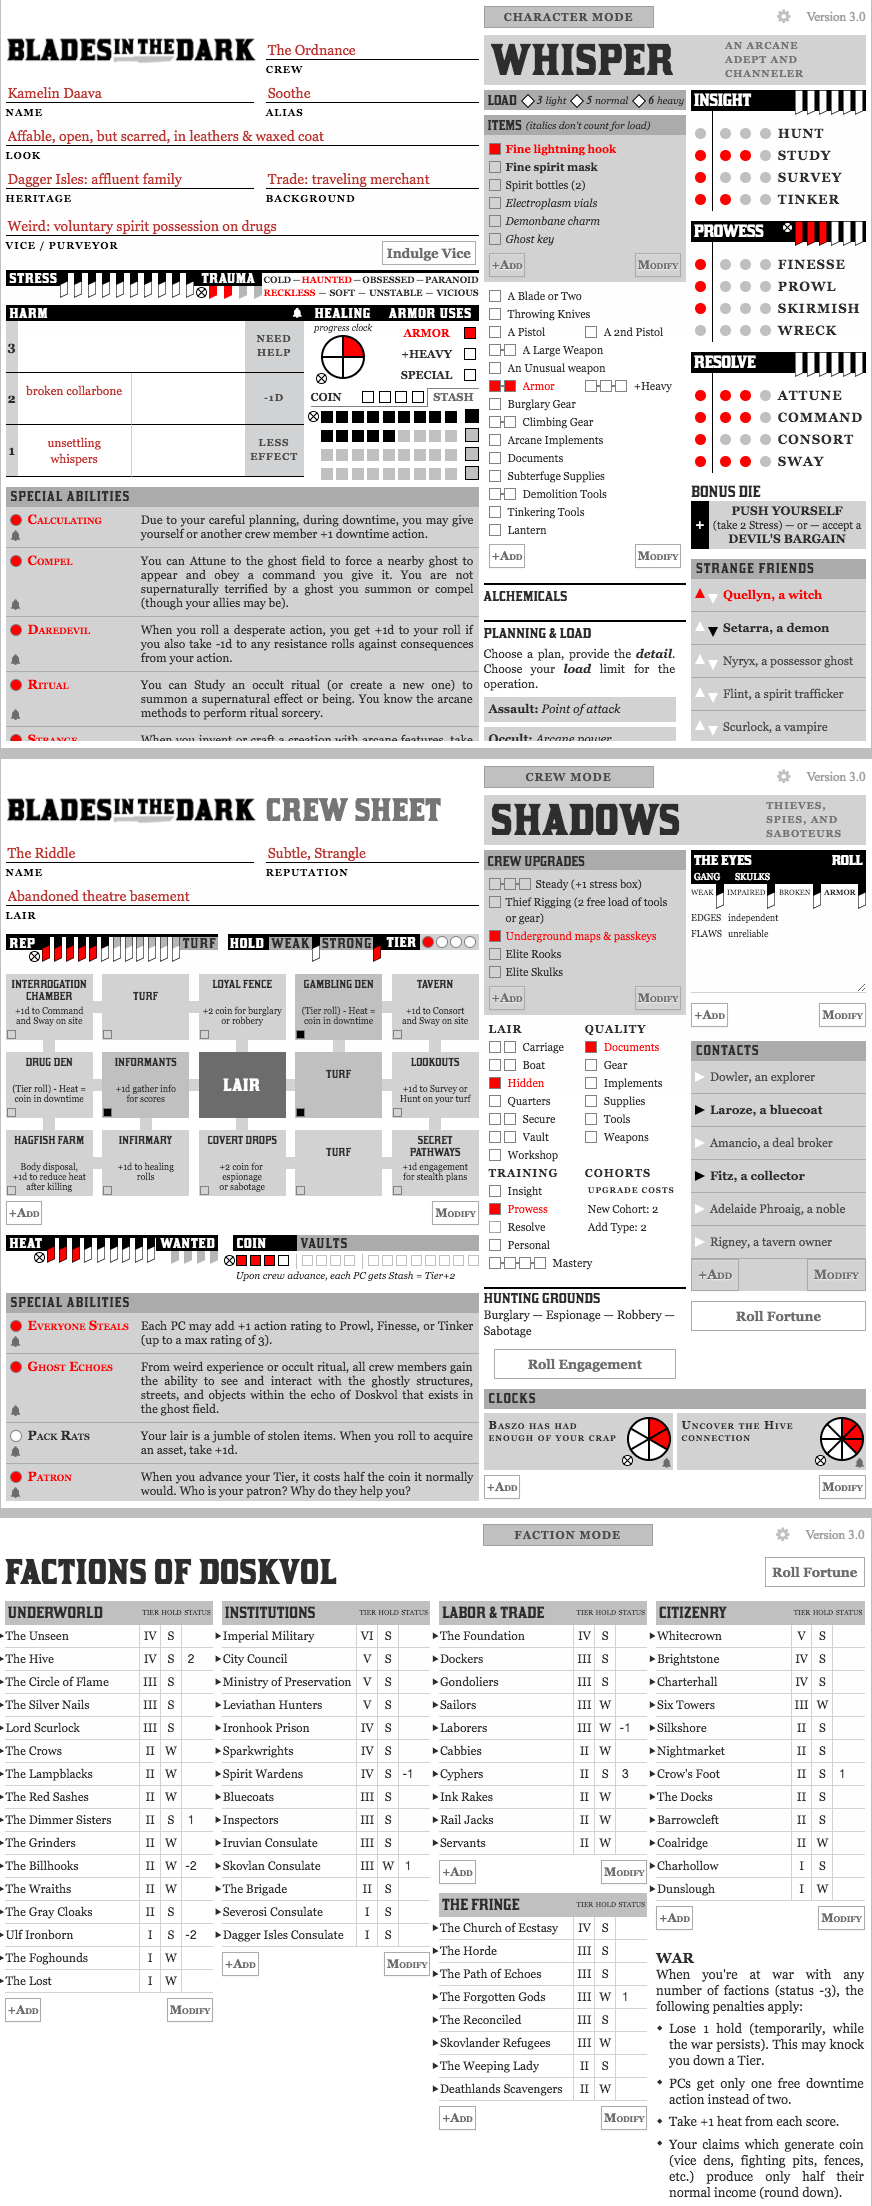 CHARACTER MODE
Version 3.0
BLADES IN THE DARK
The Ordnance
CREW
Kamelin Daava
NAME
Soothe
ALIAS
Affable, open, but scarred, in leathers & waxed coat
LOOK
Dagger Isles: affluent family
HERITAGE
Trade: traveling merchant
BACKGROUND
Weird: voluntary spirit possession on drugs
VICE / PURVEYOR
Indulge Vice
STRESS
TRAUMA
COLD — HAUNTED — OBSESSED — PARANOID
RECKLESS — SOFT — UNSTABLE — VICIOUS
HARM
HEALING
ARMOR USES
3
NEED HELP
progress clock
ARMOR
+HEAVY
SPECIAL
2
broken collarbone
-1D
COIN
STASH
1
unsettling whispers
LESS EFFECT
SPECIAL ABILITIES
CALCULATING
Due to your careful planning, during downtime, you may give
yourself or another crew member +1 downtime action.
COMPEL
You can Attune to the ghost field to force a nearby ghost to
appear and obey a command you give it. You are not
supernaturally terrified by a ghost you summon or compel
(though your allies may be).
DAREDEVIL
When you roll a desperate action, you get +1d to your roll if
you also take -1d to any resistance rolls against consequences
from your action.
RITUAL
You can Study an occult ritual (or create a new one) to
summon a supernatural effect or being. You know the arcane
methods to perform ritual sorcery.
STRANGE
When you invent or craft a creation with arcane features, take
WHISPER
AN ARCANE
ADEPT AND
CHANNELER
LOAD 3 light 5 normal 6 heavy
ITEMS (italics don't count for load)
Fine lightning hook
Fine spirit mask
Spirit bottles (2)
Electroplasm vials
Demonbane charm
Ghost key
+ADD
MODIFY
A Blade or Two
Throwing Knives
A Pistol
A 2nd Pistol
A Large Weapon
An Unusual weapon
Armor
+Heavy
Burglary Gear
Climbing Gear
Arcane Implements
Documents
Subterfuge Supplies
Demolition Tools
Tinkering Tools
Lantern
+ADD
MODIFY
ALCHEMICALS
PLANNING & LOAD
Choose a plan, provide the detail.
Choose your load limit for the
operation.
Assault: Point of attack
Occult: Arcane power
INSIGHT
HUNT
STUDY
SURVEY
TINKER
PROWESS
FINESSE
PROWL
SKIRMISH
WRECK
RESOLVE
ATTUNE
COMMAND
CONSORT
SWAY
BONUS DIE
+
PUSH YOURSELF
(take 2 Stress) — or — accept a
DEVIL'S BARGAIN
STRANGE FRIENDS
Quellyn, a witch
Setarra, a demon
Nyryx, a possessor ghost
Flint, a spirit trafficker
Scurlock, a vampire
CREW MODE
Version 3.0
BLADES IN THE DARK CREW SHEET
The Riddle
NAME
Subtle, Strangle
REPUTATION
Abandoned theatre basement
LAIR
REP
TURF
HOLD
WEAK
STRONG
TIER
INTERROGATION CHAMBER
+1d to Command and Sway on site
TURF
LOYAL FENCE
+2 coin for burglary or robbery
GAMBLING DEN
(Tier roll) - Heat = coin in downtime
TAVERN
+1d to Consort and Sway on site
DRUG DEN
(Tier roll) - Heat = coin in downtime
INFORMANTS
+1d gather info for scores
LAIR
TURF
LOOKOUTS
+1d to Survey or Hunt on your turf
HAGFISH FARM
Body disposal, +1d to reduce heat after killing
INFIRMARY
+1d to healing rolls
COVERT DROPS
+2 coin for espionage or sabotage
TURF
SECRET PATHWAYS
+1d engagement for stealth plans
+ADD
MODIFY
HEAT
WANTED
COIN
VAULTS
Upon crew advance, each PC gets Stash = Tier+2
SPECIAL ABILITIES
EVERYONE STEALS
Each PC may add +1 action rating to Prowl, Finesse, or Tinker
(up to a max rating of 3).
GHOST ECHOES
From weird experience or occult ritual, all crew members gain
the ability to see and interact with the ghostly structures,
streets, and objects within the echo of Doskvol that exists in
the ghost field.
PACK RATS
Your lair is a jumble of stolen items. When you roll to acquire
an asset, take +1d.
PATRON
When you advance your Tier, it costs half the coin it normally
would. Who is your patron? Why do they help you?
SHADOWS
THIEVES,
SPIES, AND
SABOTEURS
CREW UPGRADES
Steady (+1 stress box)
Thief Rigging (2 free load of tools
or gear)
Underground maps & passkeys
Elite Rooks
Elite Skulks
+ADD
MODIFY
LAIR
Carriage
Boat
Hidden
Quarters
Secure
Vault
Workshop
QUALITY
Documents
Gear
Implements
Supplies
Tools
Weapons
TRAINING
Insight
Prowess
Resolve
Personal
Mastery
COHORTS
UPGRADE COSTS
New Cohort: 2
Add Type: 2
HUNTING GROUNDS
Burglary — Espionage — Robbery —
Sabotage
Roll Engagement
THE EYES
ROLL
GANG SKULKS
WEAK IMPAIRED BROKEN ARMOR
EDGES independent
FLAWS unreliable
+ADD
MODIFY
CONTACTS
Dowler, an explorer
Laroze, a bluecoat
Amancio, a deal broker
Fitz, a collector
Adelaide Phroaig, a noble
Rigney, a tavern owner
+ADD
MODIFY
Roll Fortune
CLOCKS
BASZO HAS HAD
ENOUGH OF YOUR CRAP
UNCOVER THE HIVE
CONNECTION
+ADD
MODIFY
FACTION MODE
Version 3.0
FACTIONS OF DOSKVOL
Roll Fortune
UNDERWORLD TIER HOLD STATUS
The Unseen IV S
The Hive IV S 2
The Circle of Flame III S
The Silver Nails III S
Lord Scurlock III S
The Crows II W
The Lampblacks II W
The Red Sashes II W
The Dimmer Sisters II S 1
The Grinders II W
The Billhooks II W -2
The Wraiths II W
The Gray Cloaks II S
Ulf Ironborn I S -2
The Foghounds I W
The Lost I W
+ADD
MODIFY
INSTITUTIONS TIER HOLD STATUS
Imperial Military VI S
City Council V S
Ministry of Preservation V S
Leviathan Hunters V S
Ironhook Prison IV S
Sparkwrights IV S
Spirit Wardens IV S -1
Bluecoats III S
Inspectors III S
Iruvian Consulate III S
Skovlan Consulate III W 1
The Brigade II S
Severosi Consulate I S
Dagger Isles Consulate I S
+ADD
MODIFY
LABOR & TRADE TIER HOLD STATUS
The Foundation IV S
Dockers III S
Gondoliers III S
Sailors III W
Laborers III W -1
Cabbies II W
Cyphers II S 3
Ink Rakes II W
Rail Jacks II W
Servants II W
+ADD
MODIFY
THE FRINGE TIER HOLD STATUS
The Church of Ecstasy IV S
The Horde III S
The Path of Echoes III S
The Forgotten Gods III W 1
The Reconciled III S
Skovlander Refugees III W
The Weeping Lady II S
Deathlands Scavengers II W
+ADD
MODIFY
CITIZENRY TIER HOLD STATUS
Whitecrown V S
Brightstone IV S
Charterhall IV S
Six Towers III W
Silkshore II S
Nightmarket II S
Crow's Foot II S 1
The Docks II S
Barrowcleft II S
Coalridge II W
Charhollow I S
Dunslough I W
+ADD
MODIFY
WAR
When you're at war with any
number of factions (status -3), the
following penalties apply:
Lose 1 hold (temporarily, while
the war persists). This may knock
you down a Tier.
PCs get only one free downtime
action instead of two.
Take +1 heat from each score.
Your claims which generate coin
(vice dens, fighting pits, fences,
etc.) produce only half their
normal income (round down).